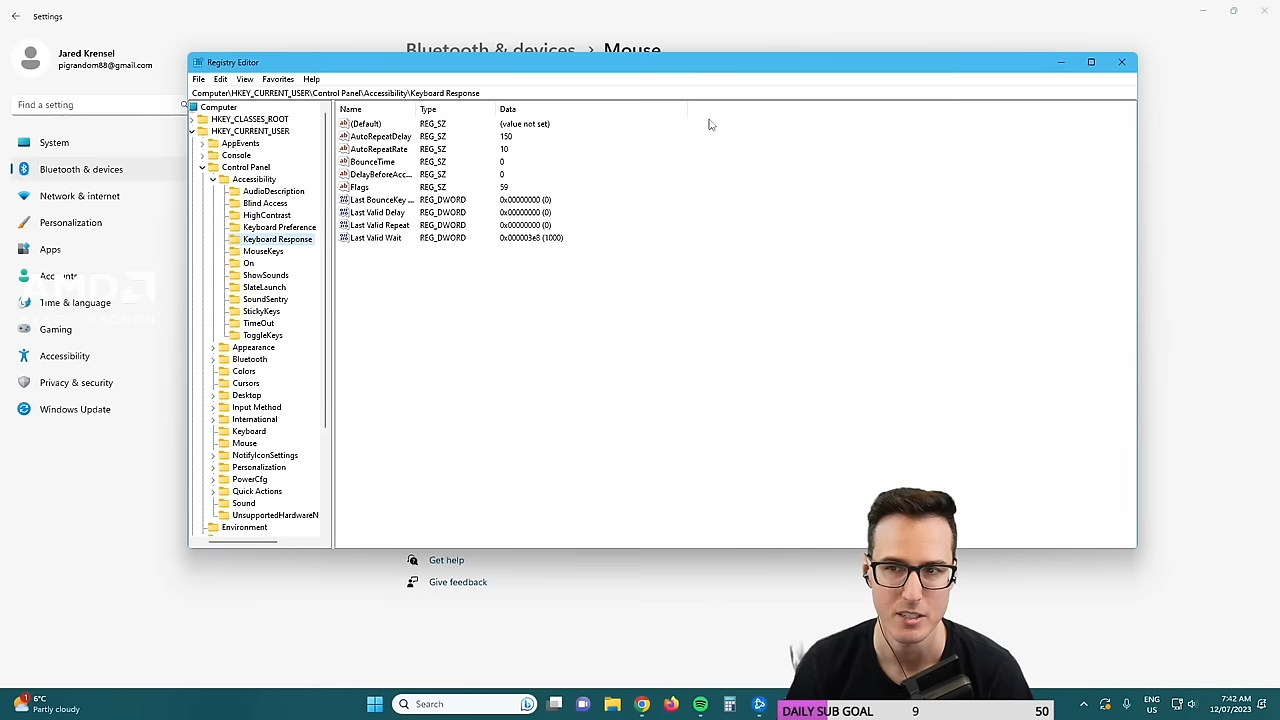 Settings
Jared Krensel
pigrandom88@gmail.com
Find a setting
System
Bluetooth & devices
Network & internet
Personalization
Apps
Accounts
Time & language
Gaming
Accessibility
Privacy & security
Windows Update
AMD
Bluetooth & devices > Mouse
Registry Editor
File Edit View Favorites Help
Computer\HKEY_CURRENT_USER\Control Panel\Accessibility\Keyboard Response
Computer
HKEY_CLASSES_ROOT
HKEY_CURRENT_USER
AppEvents
Console
Control Panel
Accessibility
AudioDescription
Blind Access
HighContrast
Keyboard Preference
Keyboard Response
MouseKeys
On
ShowSounds
SlateLaunch
SoundSentry
StickyKeys
TimeOut
ToggleKeys
Appearance
Bluetooth
Colors
Cursors
Desktop
Input Method
International
Keyboard
Mouse
NotifyIconSettings
Personalization
PowerCfg
Quick Actions
Sound
UnsupportedHardwareN
Environment
Name Type Data
(Default) REG_SZ (value not set)
AutoRepeatDelay REG_SZ 150
AutoRepeatRate REG_SZ 10
BounceTime REG_SZ 0
DelayBeforeAcc... REG_SZ 0
Flags REG_SZ 59
Last BounceKey ... REG_DWORD 0x00000000 (0)
Last Valid Delay REG_DWORD 0x00000000 (0)
Last Valid Repeat REG_DWORD 0x00000000 (0)
Last Valid Wait REG_DWORD 0x000003e8 (1000)
Get help
Give feedback
1
6°C
Partly cloudy
Search
DAILY SUB GOAL 9 50
ENG
US
7:42 AM
12/07/2023